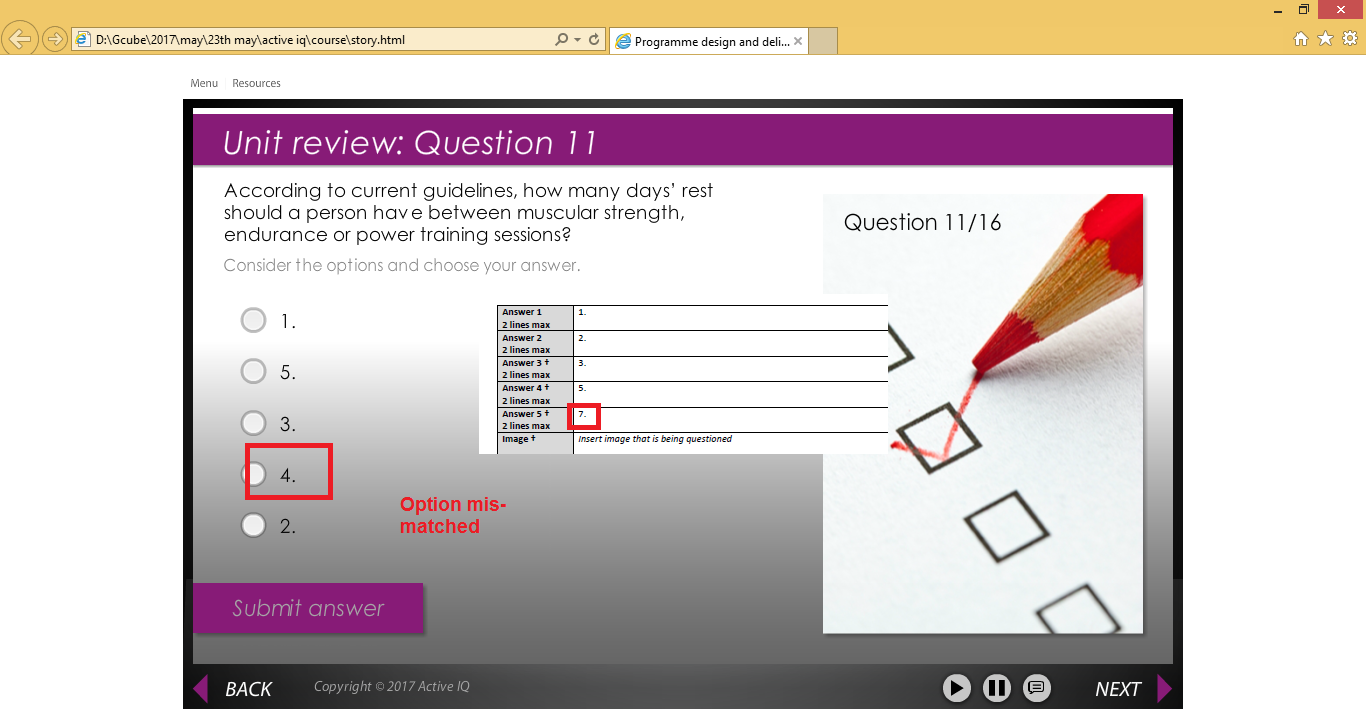 D:\Gcube\2017\may\23th may\active iq\course\story.html
Programme design and deli...
Menu Resources
Unit review: Question 11
According to current guidelines, how many days’ rest
should a person have between muscular strength,
endurance or power training sessions?
Consider the options and choose your answer.
Question 11/16
1.
5.
3.
4.
2.
Answer 1 1.
2 lines max
Answer 2 2.
2 lines max
Answer 3 † 3.
2 lines max
Answer 4 † 5.
2 lines max
Answer 5 † 7.
2 lines max
Image † Insert image that is being questioned
Option mis-
matched
Submit answer
BACK
Copyright © 2017 Active IQ
NEXT